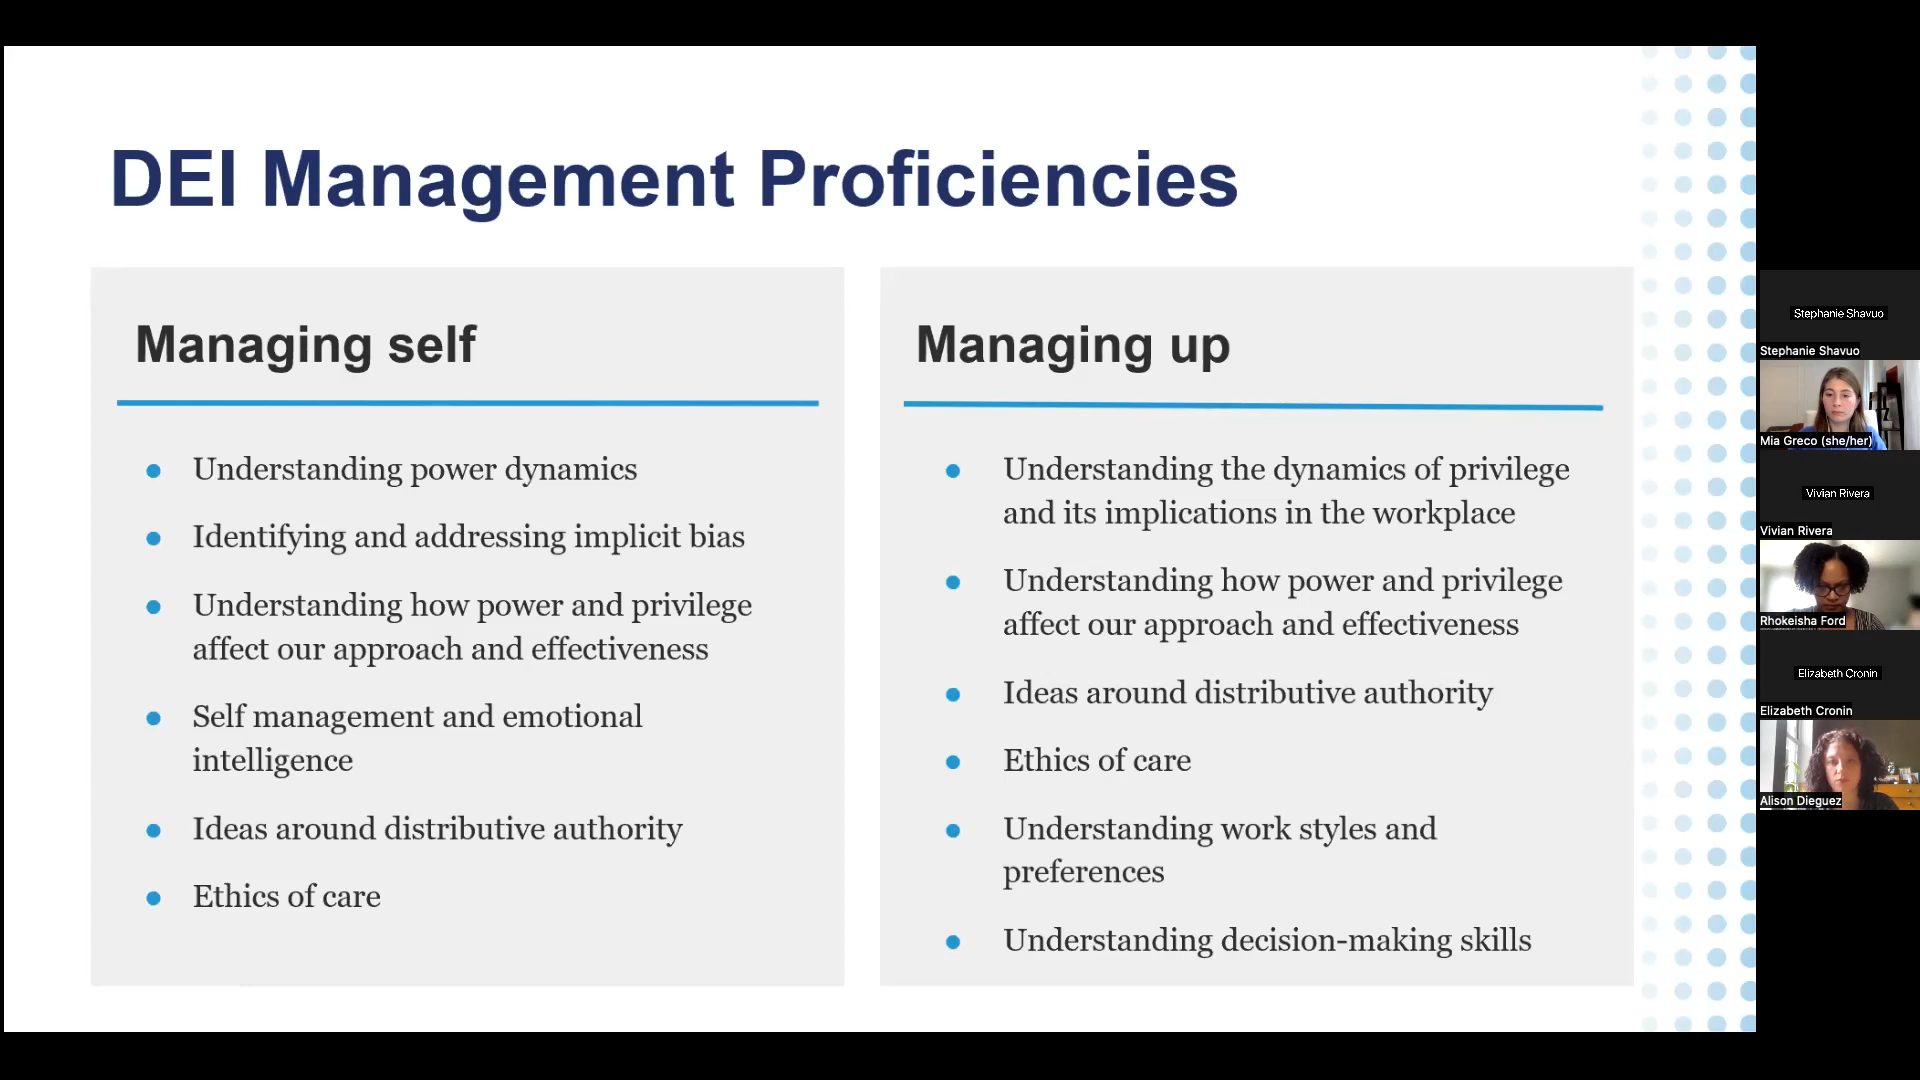 DEI Management Proficiencies
Managing self
Understanding power dynamics
Identifying and addressing implicit bias
Understanding how power and privilege
affect our approach and effectiveness
Self management and emotional
intelligence
Ideas around distributive authority
Ethics of care
Managing up
Understanding the dynamics of privilege
and its implications in the workplace
Understanding how power and privilege
affect our approach and effectiveness
Ideas around distributive authority
Ethics of care
Understanding work styles and
preferences
Understanding decision-making skills
Stephanie Shavuo
Stephanie Shavuo
Mia Greco (she/her)
Vivian Rivera
Vivian Rivera
Rhokeisha Ford
Elizabeth Cronin
Elizabeth Cronin
Alison Dieguez